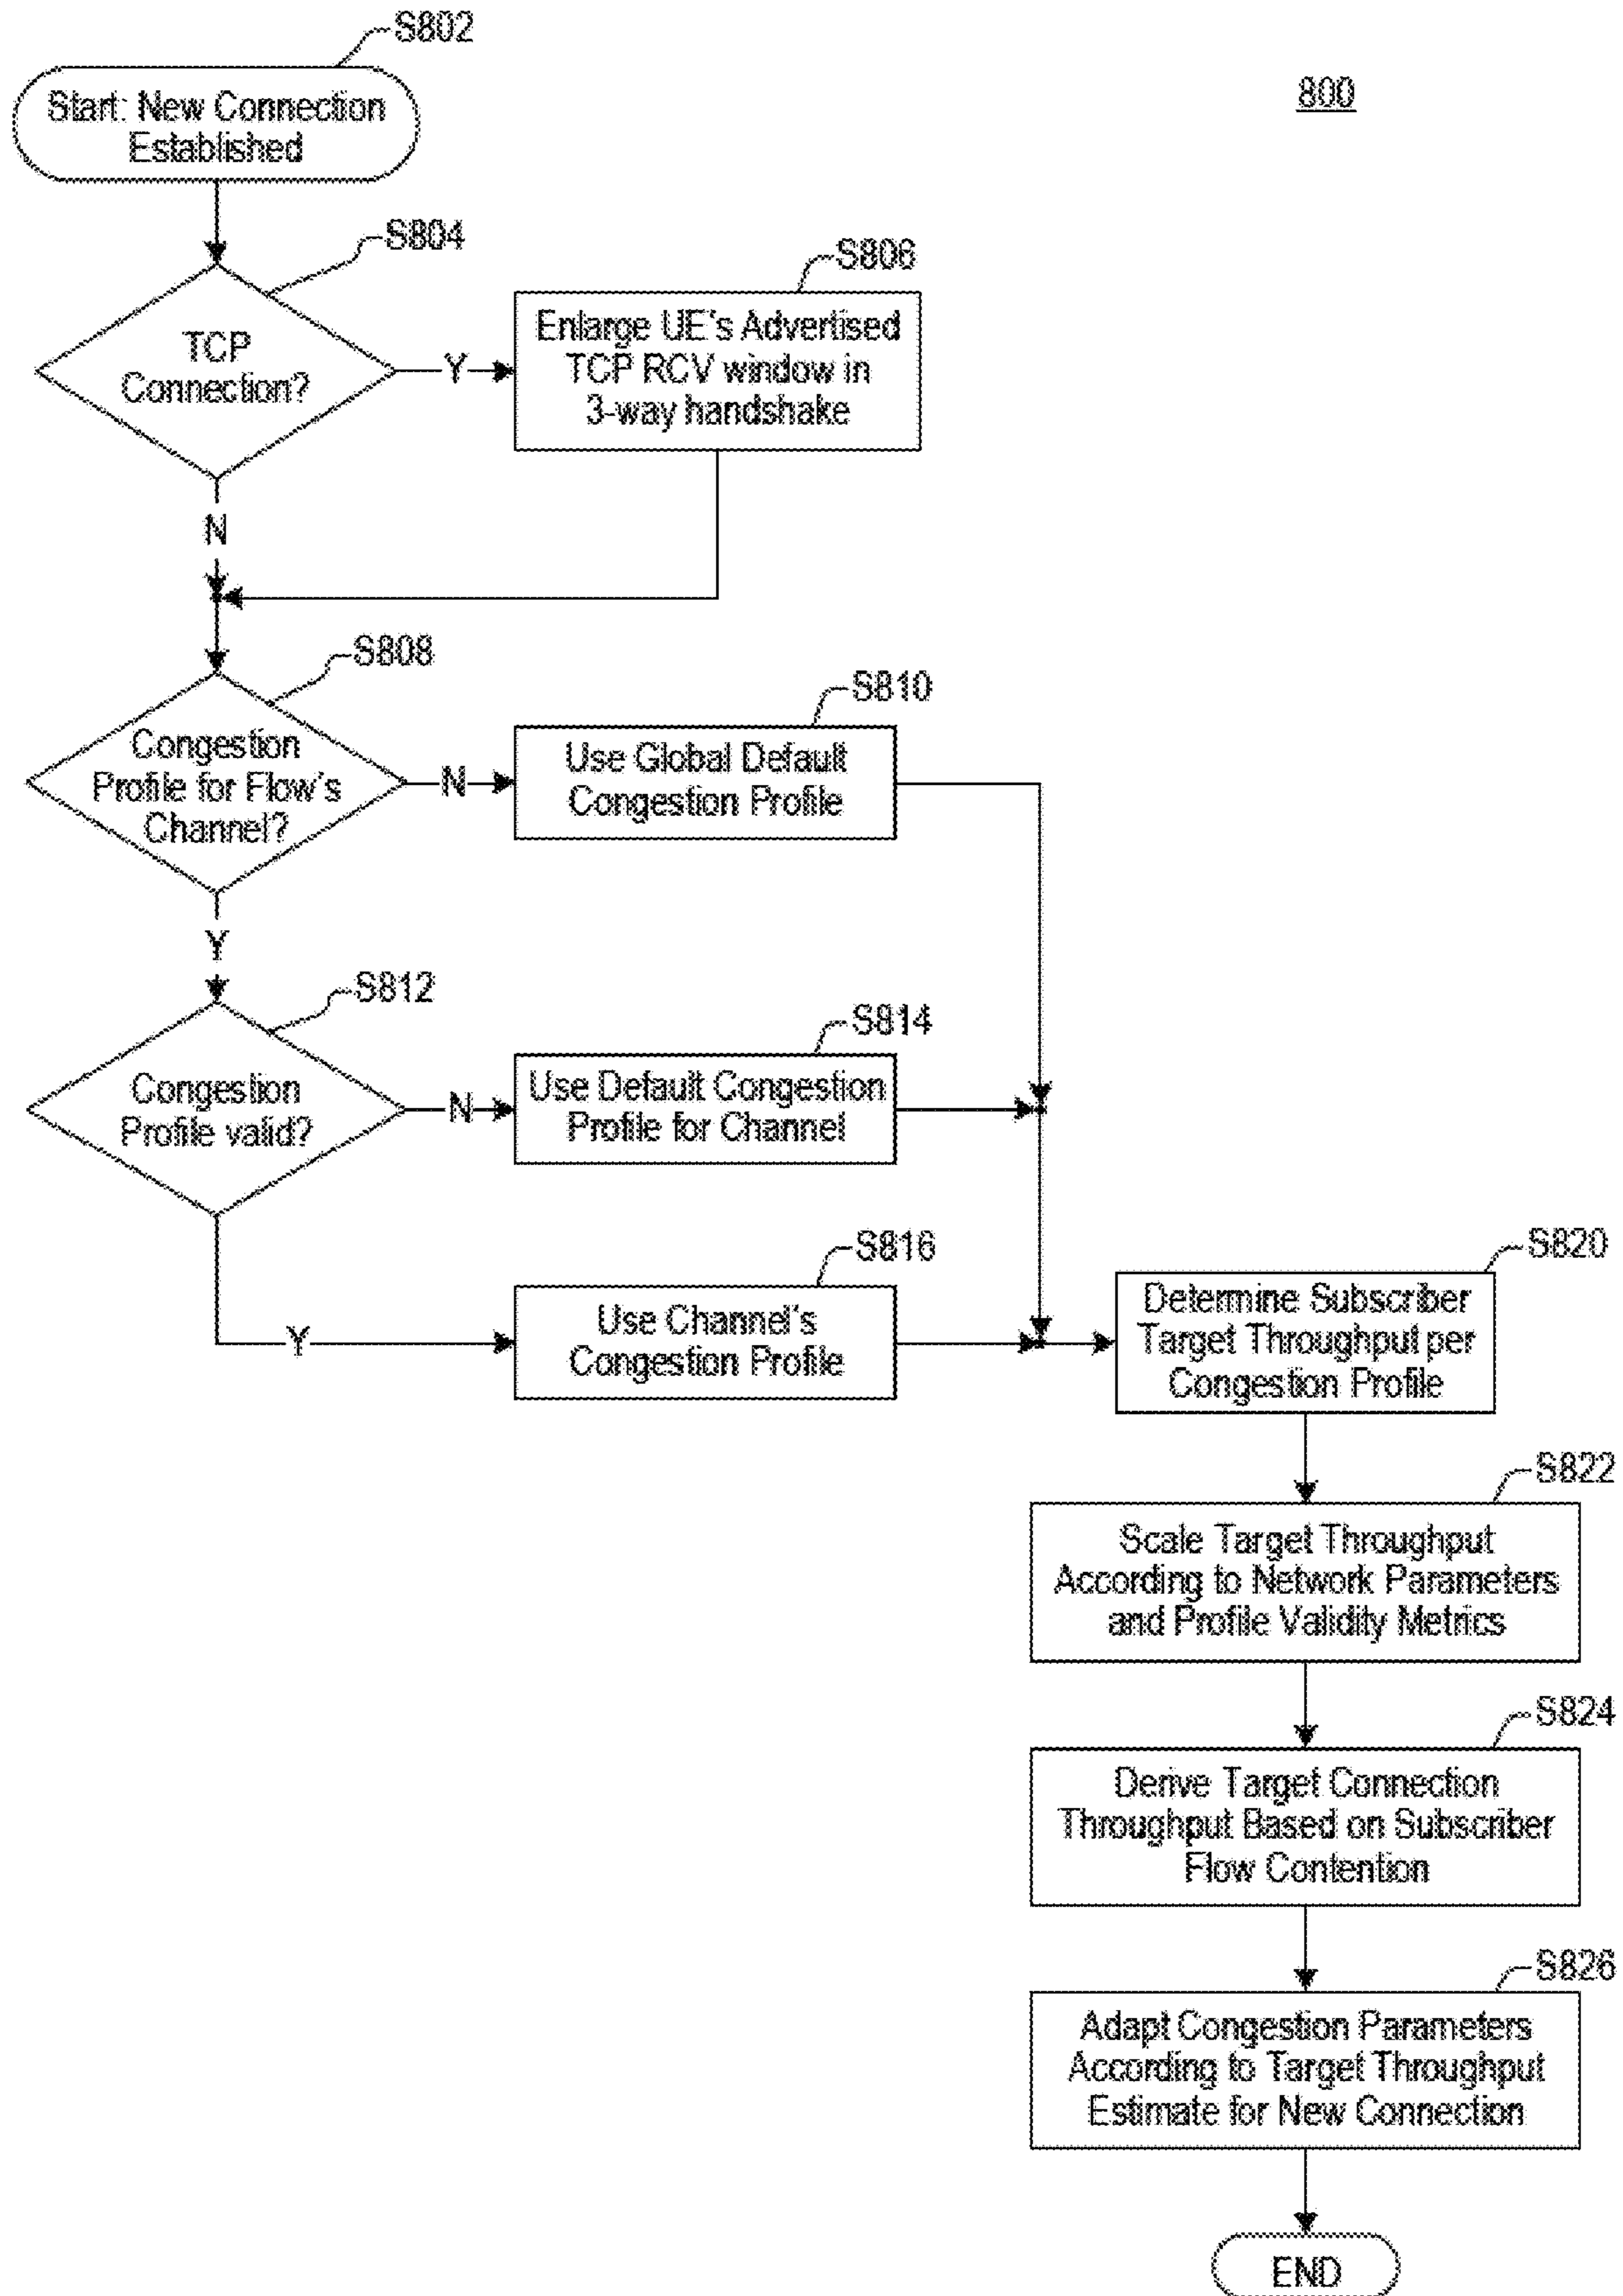 S802
800
Start: New Connection
Established
S804
TCP
Connection?
Y
S806
Enlarge UE's Advertised
TCP RCV window in
3-way handshake
N
S808
Congestion
Profile for Flow's
Channel?
N
S810
Use Global Default
Congestion Profile
Y
S812
Congestion
Profile valid?
N
S814
Use Default Congestion
Profile for Channel
Y
S816
Use Channel's
Congestion Profile
S820
Determine Subscriber
Target Throughput per
Congestion Profile
S822
Scale Target Throughput
According to Network Parameters
and Profile Validity Metrics
S824
Derive Target Connection
Throughput Based on Subscriber
Flow Contention
S826
Adapt Congestion Parameters
According to Target Throughput
Estimate for New Connection
END